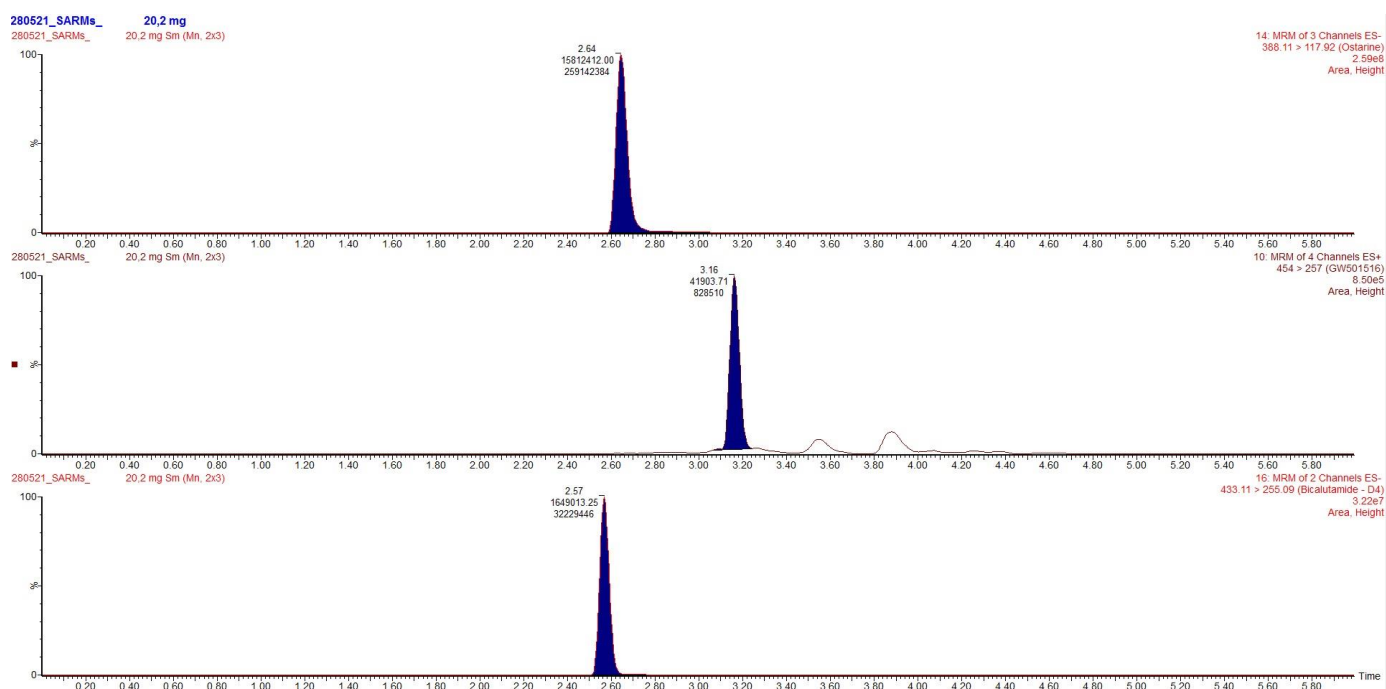 280521_SARMs_ 20,2 mg
280521_SARMs_ 20,2 mg Sm (Mn, 2x3)
14: MRM of 3 Channels ES-
388.11 > 117.92 (Ostarine)
2.59e8
Area, Height
100
%
0
2.64
15812412.00
259142384
0.20 0.40 0.60 0.80 1.00 1.20 1.40 1.60 1.80 2.00 2.20 2.40 2.60 2.80 3.00 3.20 3.40 3.60 3.80 4.00 4.20 4.40 4.60 4.80 5.00 5.20 5.40 5.60 5.80
280521_SARMs_ 20,2 mg Sm (Mn, 2x3)
10: MRM of 4 Channels ES+
454 > 257 (GW501516)
8.50e5
Area, Height
100
%
0
3.16
41903.71
828510
0.20 0.40 0.60 0.80 1.00 1.20 1.40 1.60 1.80 2.00 2.20 2.40 2.60 2.80 3.00 3.20 3.40 3.60 3.80 4.00 4.20 4.40 4.60 4.80 5.00 5.20 5.40 5.60 5.80
280521_SARMs_ 20,2 mg Sm (Mn, 2x3)
16: MRM of 2 Channels ES-
433.11 > 255.09 (Bicalutamide - D4)
3.22e7
Area, Height
100
%
0
2.57
1649013.25
32229446
0.20 0.40 0.60 0.80 1.00 1.20 1.40 1.60 1.80 2.00 2.20 2.40 2.60 2.80 3.00 3.20 3.40 3.60 3.80 4.00 4.20 4.40 4.60 4.80 5.00 5.20 5.40 5.60 5.80 Time